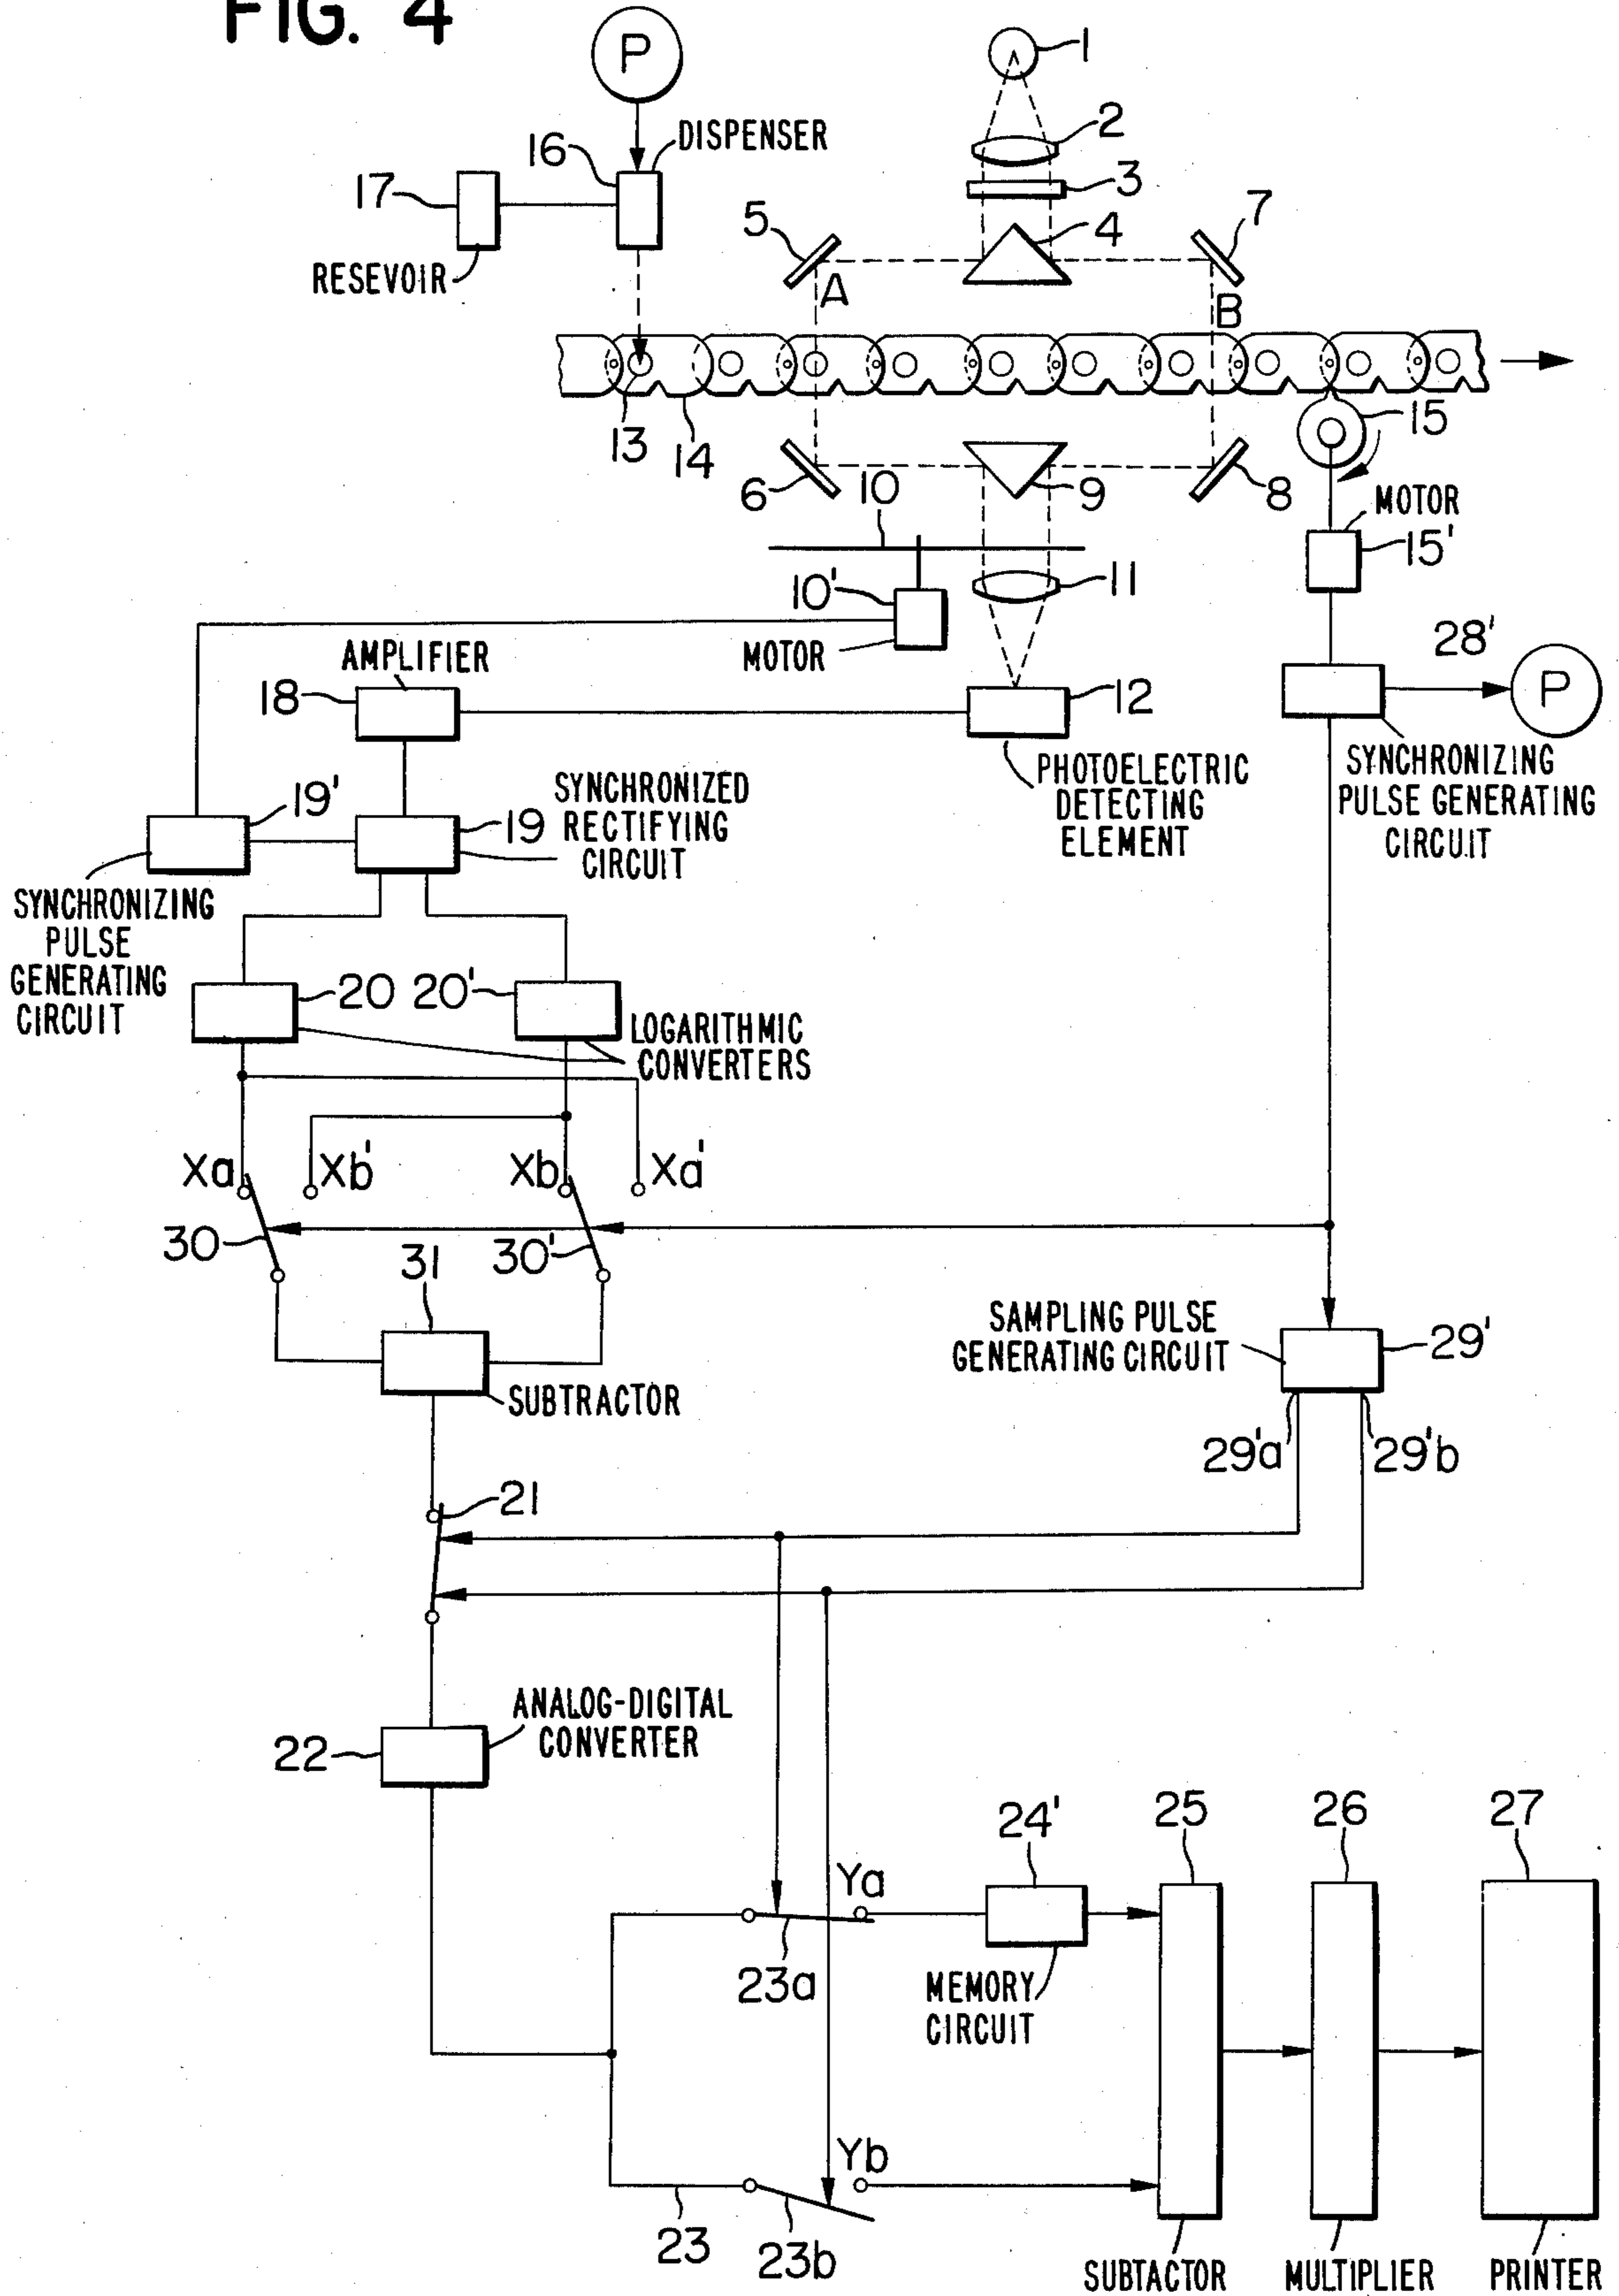 FIG. 4
P
1
2
DISPENSER
16
3
17
5
4
7
RESEVOIR
A
B
13
14
15
6
10
9
8
MOTOR
15'
10'
11
AMPLIFIER
MOTOR
28'
P
18
12
19'
SYNCHRONIZED
RECTIFYING
CIRCUIT
19
PHOTOELECTRIC
DETECTING
ELEMENT
SYNCHRONIZING
PULSE GENERATING
CIRCUIT
SYNCHRONIZING
PULSE
GENERATING
CIRCUIT
20
20'
LOGARITHMIC
CONVERTERS
Xa
Xb'
Xb
Xa'
30
30'
31
SAMPLING PULSE
GENERATING CIRCUIT
29'
SUBTRACTOR
29'a
29'b
21
ANALOG-DIGITAL
CONVERTER
22
24'
25
26
27
Ya
23a
MEMORY
CIRCUIT
Yb
23
23b
SUBTACTOR
MULTIPLIER
PRINTER